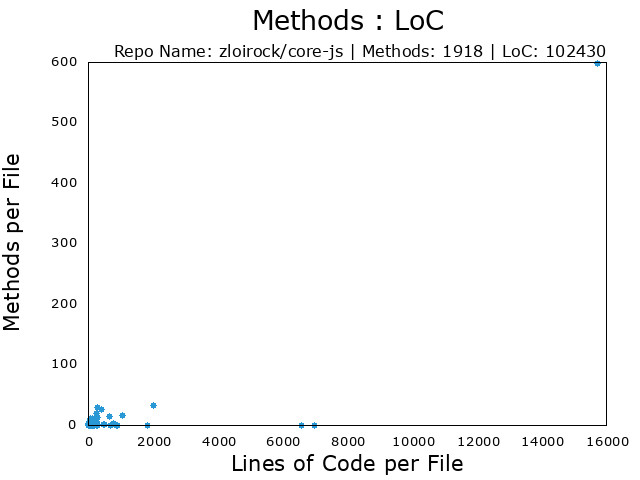 Methods : LoC
Repo Name: zloirock/core-js | Methods: 1918 | LoC: 102430
600
500
400
300
200
100
0
Methods per File
0 2000 4000 6000 8000 10000 12000 14000 16000
Lines of Code per File